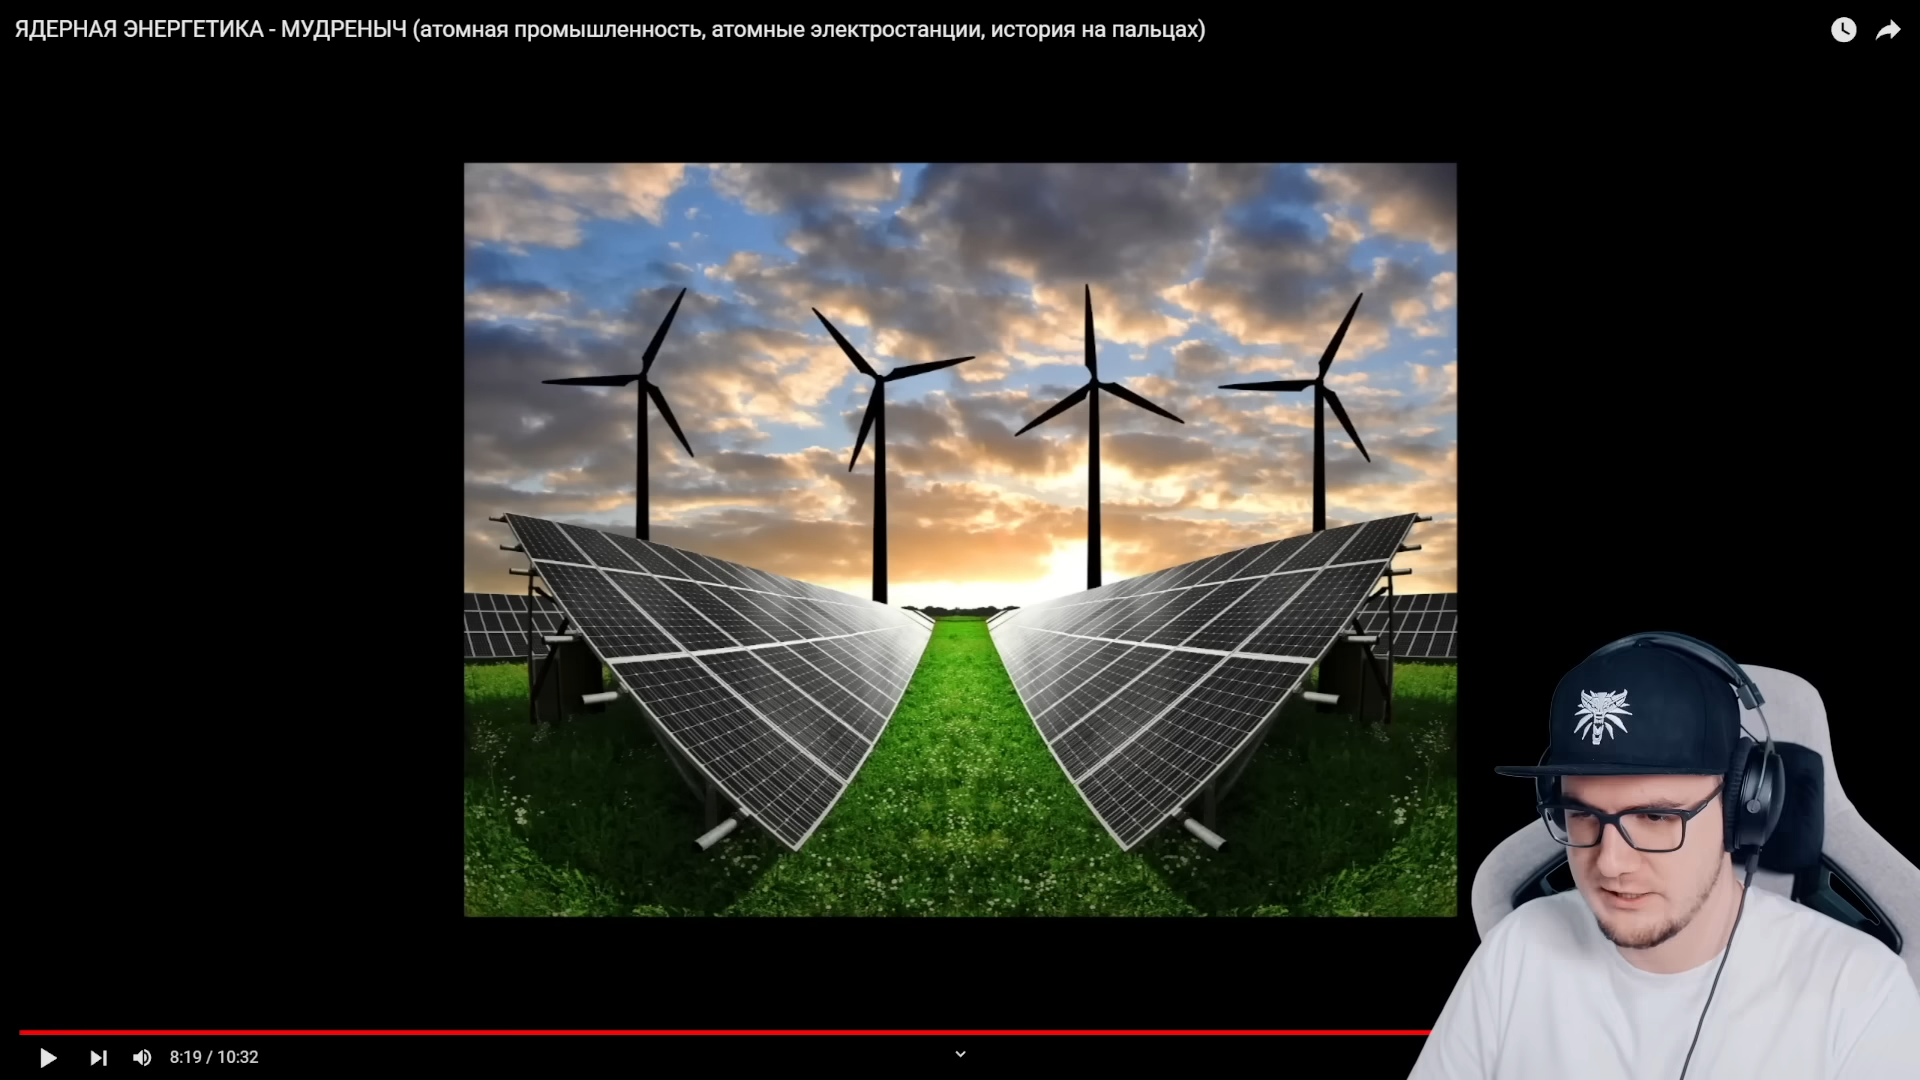 ЯДЕРНАЯ ЭНЕРГЕТИКА - МУДРЕНЫЧ (атомная промышленность, атомные электростанции, история на пальцах)
8:19 / 10:32